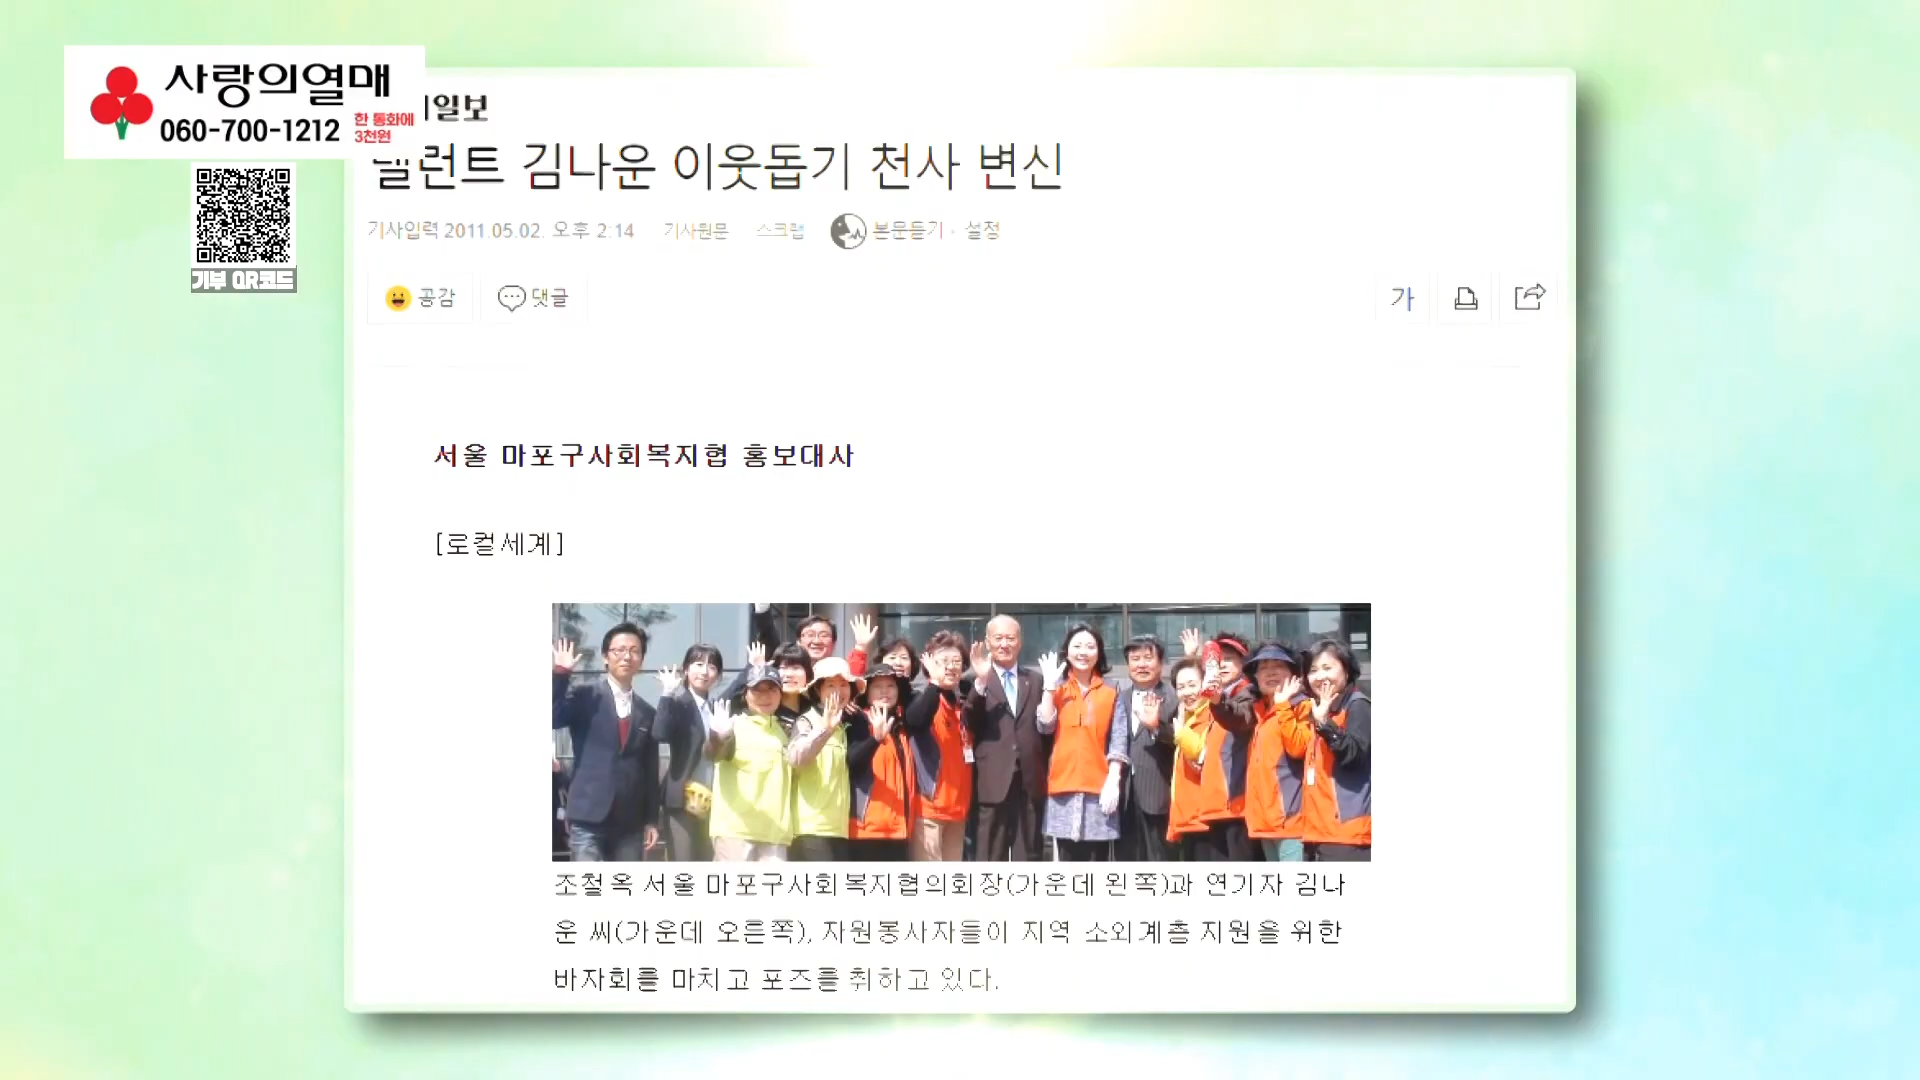 사랑의열매
060-700-1212
한 통화에
3천원
기부 QR코드
일보
탤런트 김나운 이웃돕기 천사 변신
기사입력 2011.05.02. 오후 2:14 기사원문 스크랩 본문듣기 · 설정
공감 댓글 가
서울 마포구사회복지협 홍보대사
[로컬세계]
조철옥 서울 마포구사회복지협의회장(가운데 왼쪽)과 연기자 김나
운 씨(가운데 오른쪽), 자원봉사자들이 지역 소외계층 지원을 위한
바자회를 마치고 포즈를 취하고 있다.